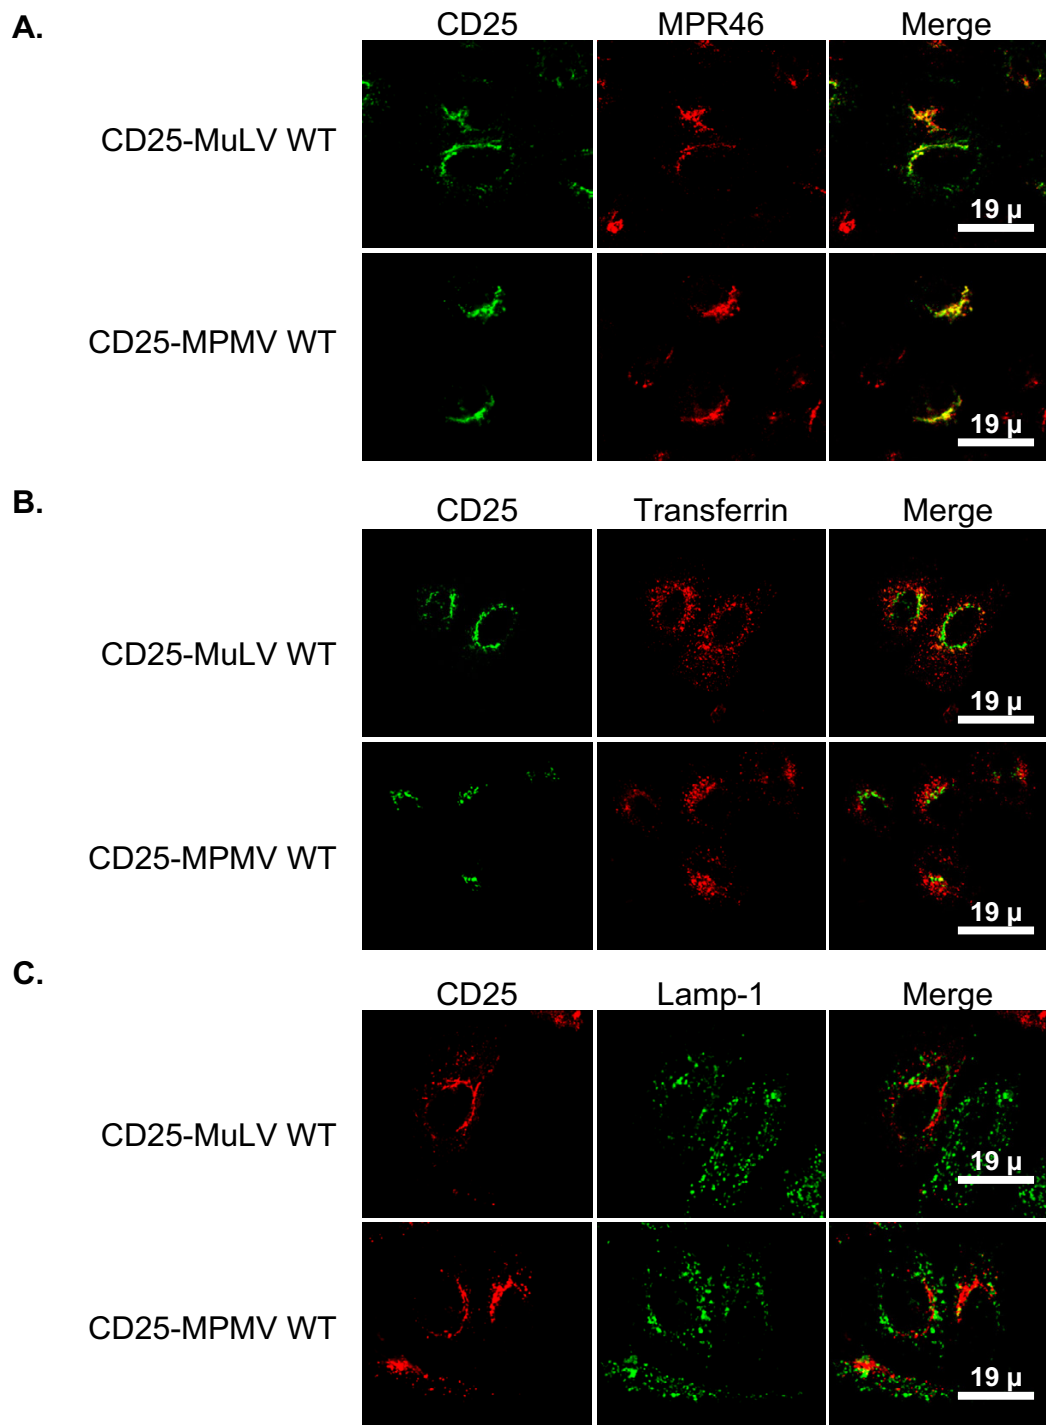 A.
CD25 MPR46 Merge
CD25-MuLV WT
19 µ
CD25-MPMV WT
19 µ
B.
CD25 Transferrin Merge
CD25-MuLV WT
19 µ
CD25-MPMV WT
19 µ
C.
CD25 Lamp-1 Merge
CD25-MuLV WT
19 µ
CD25-MPMV WT
19 µ